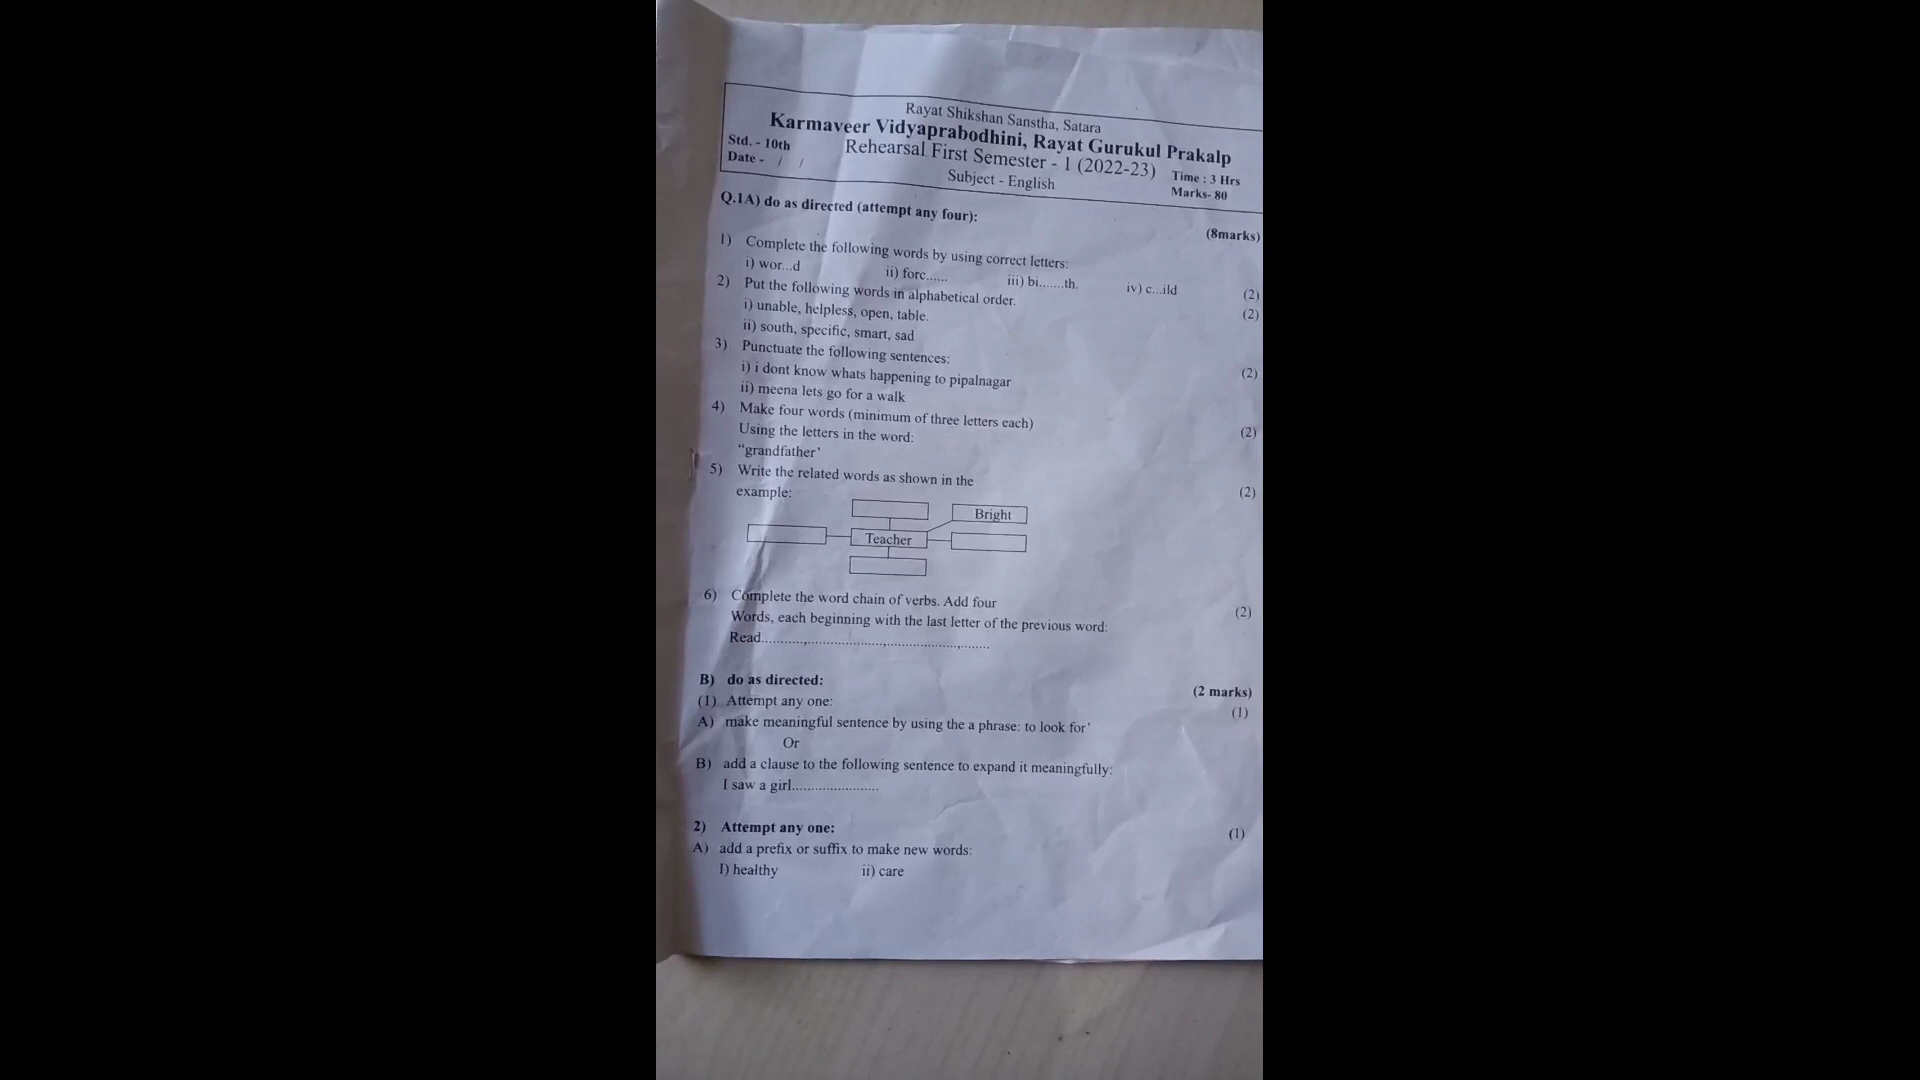 Rayat Shikshan Sanstha, Satara
Karmaveer Vidyaprabodhini, Rayat Gurukul Prakalp
Std. - 10th Rehearsal First Semester - 1 (2022-23) Time : 3 Hrs
Date - / / Subject - English Marks- 80
Q.1A) do as directed (attempt any four): (8marks)
1) Complete the following words by using correct letters: (2)
i) wor...d ii) forc...... iii) bi.......th. iv) c...ild
2) Put the following words in alphabetical order. (2)
i) unable, helpless, open, table.
ii) south, specific, smart, sad
3) Punctuate the following sentences: (2)
i) i dont know whats happening to pipalnagar
ii) meena lets go for a walk
4) Make four words (minimum of three letters each) (2)
Using the letters in the word:
“grandfather’
5) Write the related words as shown in the (2)
example:
Bright
Teacher
6) Complete the word chain of verbs. Add four (2)
Words, each beginning with the last letter of the previous word:
Read...........,...................,..................,........
B) do as directed: (2 marks)
(1) Attempt any one: (1)
A) make meaningful sentence by using the a phrase: to look for’
Or
B) add a clause to the following sentence to expand it meaningfully:
I saw a girl.......................
2) Attempt any one: (1)
A) add a prefix or suffix to make new words:
I) healthy ii) care